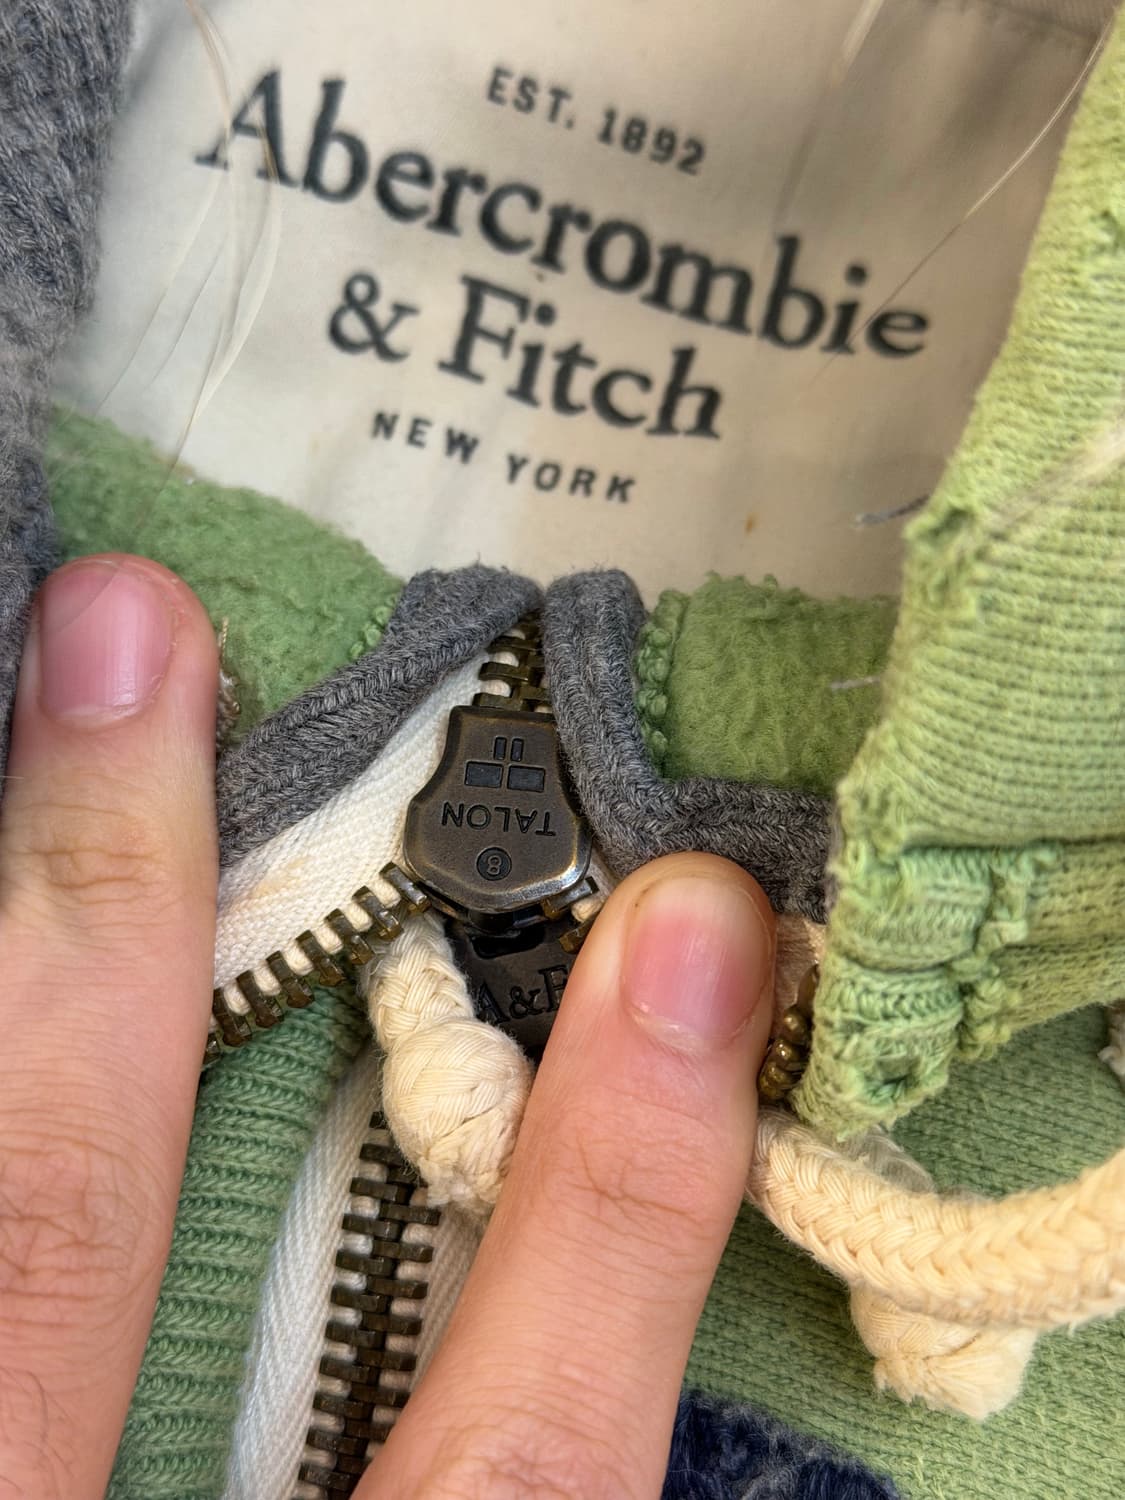 EST. 1892
Abercrombie
& Fitch
NEW YORK
TALON
8
A&F